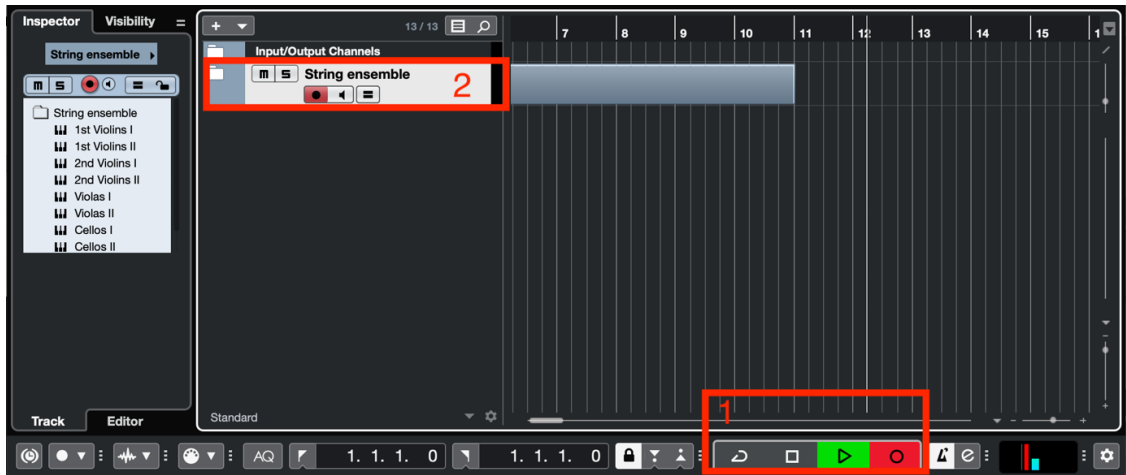 Inspector Visibility
13 / 13
7 8 9 10 11 12 13 14 15 1
String ensemble
Input/Output Channels
m S String ensemble
2
m S
String ensemble
1st Violins I
1st Violins II
2nd Violins I
2nd Violins II
Violas I
Violas II
Cellos I
Cellos II
1
Track Editor
Standard
AQ 1. 1. 1. 0 1. 1. 1. 0